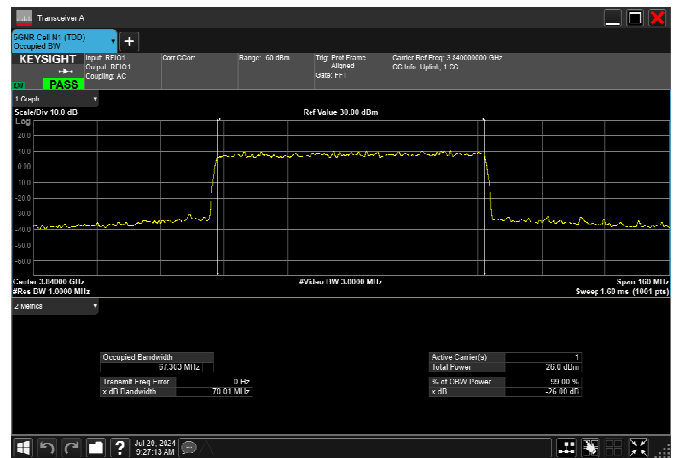 Transceiver A
5GNR Cell N1 (TDD)
Occupied BW
+
KEYSIGHT
PASS
Input: RFIO1
Output: RFIO1
Coupling: AC
Corr CCorr
Range: 60 dBm
Trig: Prot Frame
Aligned
Gate: FFT
Carrier Ref Freq: 3.840000000 GHz
CC Info: Uplink, 1 CC
1 Graph
Scale/Div 10.0 dB
Ref Value 30.00 dBm
Log
20.0
10.0
0.00
-10.0
-20.0
-30.0
-40.0
-50.0
-60.0
Center 3.84000 GHz
#Video BW 3.0000 MHz
Span 160 MHz
#Res BW 1.0000 MHz
Sweep 1.60 ms (1001 pts)
2 Metrics
Occupied Bandwidth
67.303 MHz
Transmit Freq Error 0 Hz
x dB Bandwidth 70.01 MHz
Active Carrier(s) 1
Total Power 26.0 dBm
% of OBW Power 99.00 %
x dB -26.00 dB
?
Jul 20, 2024
9:27:13 AM